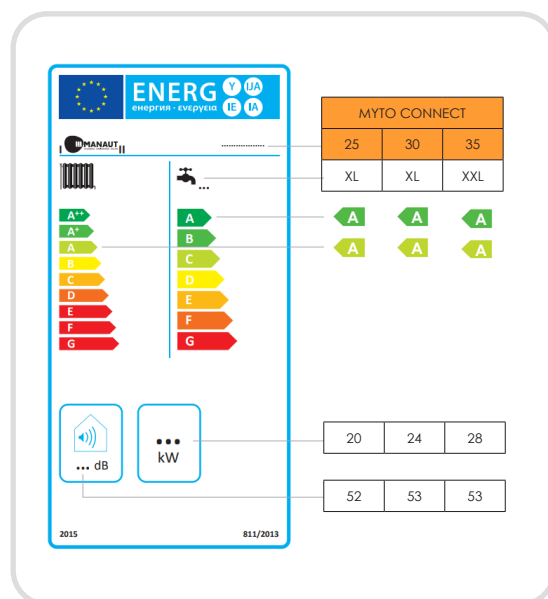 ENERG Y IJA
енергия · ενεργεια IE IA
MANAUT
MYTO CONNECT
25 30 35
XL XL XXL
...
A++
A+
A
B
C
D
E
F
G
A
B
C
D
E
F
G
A A A
A A A
... dB
...
kW
20 24 28
52 53 53
2015 811/2013